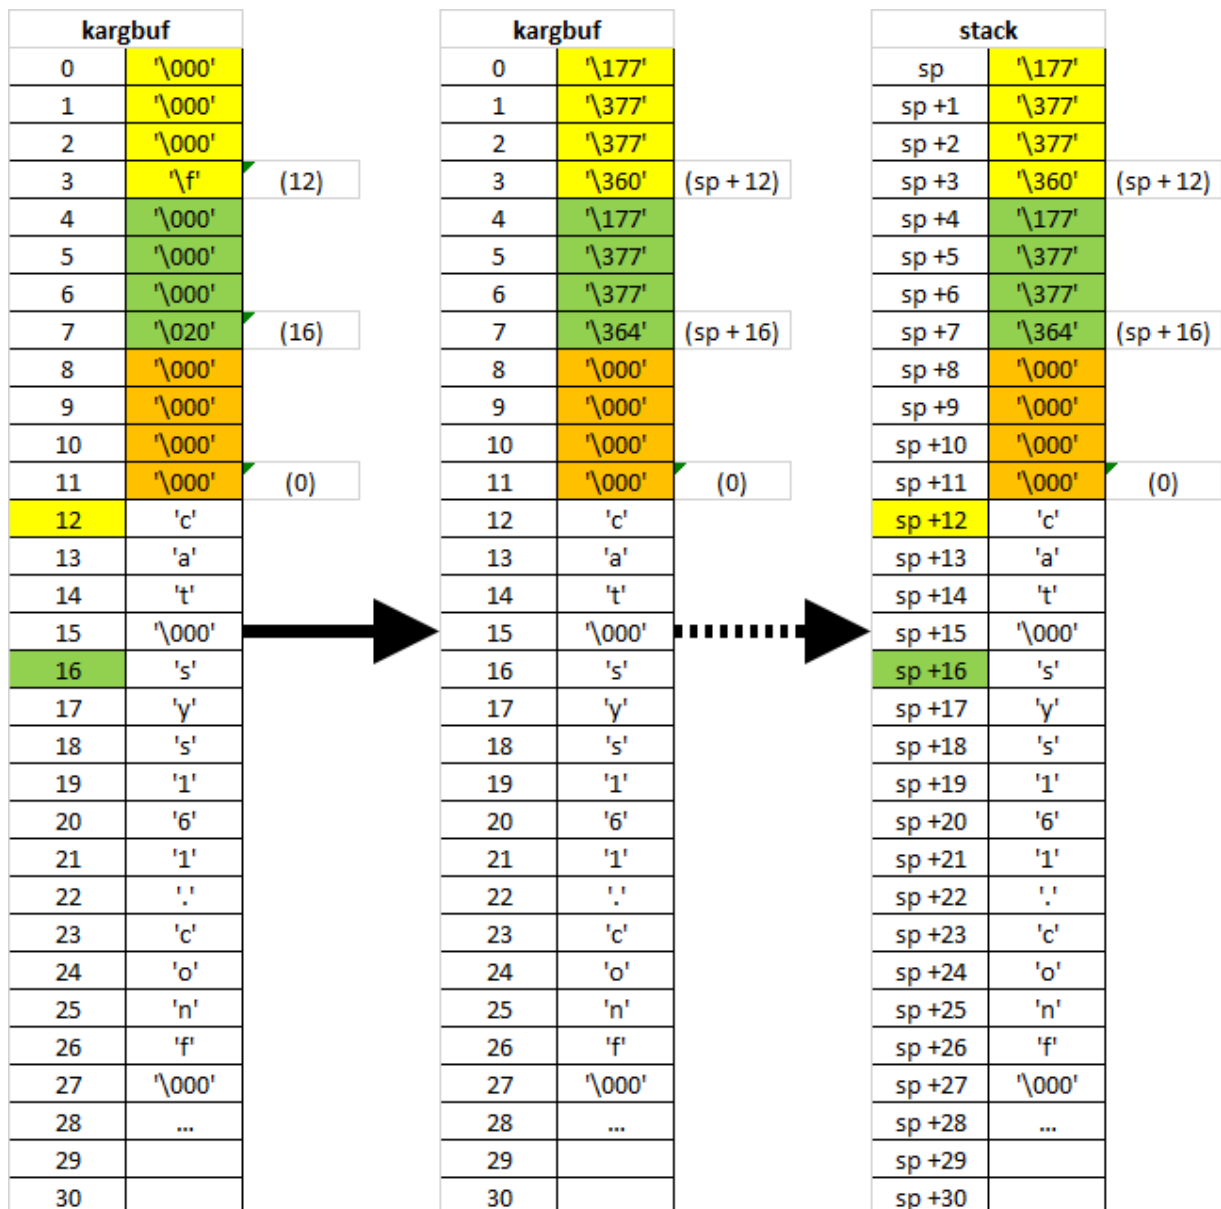 kargbuf kargbuf stack
0 '\000' 0 '\177' sp '\177'
1 '\000' 1 '\377' sp +1 '\377'
2 '\000' 2 '\377' sp +2 '\377'
3 '\f' (12) 3 '\360' (sp + 12) sp +3 '\360' (sp + 12)
4 '\000' 4 '\177' sp +4 '\177'
5 '\000' 5 '\377' sp +5 '\377'
6 '\000' 6 '\377' sp +6 '\377'
7 '\020' (16) 7 '\364' (sp + 16) sp +7 '\364' (sp + 16)
8 '\000' 8 '\000' sp +8 '\000'
9 '\000' 9 '\000' sp +9 '\000'
10 '\000' 10 '\000' sp +10 '\000'
11 '\000' (0) 11 '\000' (0) sp +11 '\000' (0)
12 'c' 12 'c' sp +12 'c'
13 'a' 13 'a' sp +13 'a'
14 't' 14 't' sp +14 't'
15 '\000' 15 '\000' sp +15 '\000'
16 's' 16 's' sp +16 's'
17 'y' 17 'y' sp +17 'y'
18 's' 18 's' sp +18 's'
19 '1' 19 '1' sp +19 '1'
20 '6' 20 '6' sp +20 '6'
21 '1' 21 '1' sp +21 '1'
22 '.' 22 '.' sp +22 '.'
23 'c' 23 'c' sp +23 'c'
24 'o' 24 'o' sp +24 'o'
25 'n' 25 'n' sp +25 'n'
26 'f' 26 'f' sp +26 'f'
27 '\000' 27 '\000' sp +27 '\000'
28 ... 28 ... sp +28 ...
29 29 sp +29
30 30 sp +30